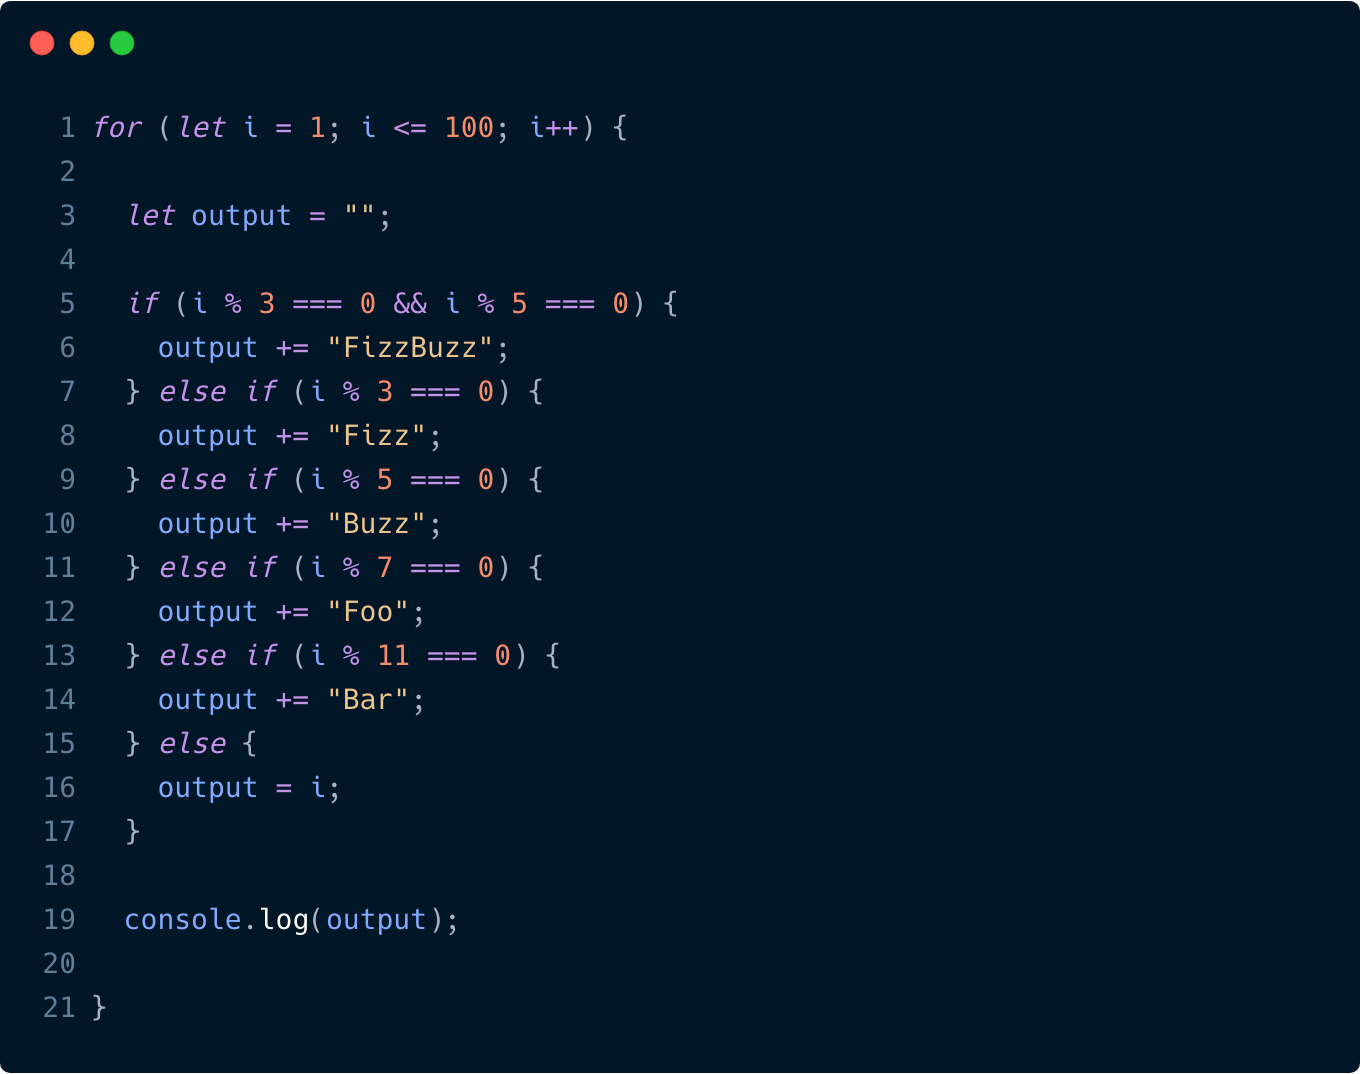 1 for (let i = 1; i <= 100; i++) {
2
3   let output = "";
4
5   if (i % 3 === 0 && i % 5 === 0) {
6     output += "FizzBuzz";
7   } else if (i % 3 === 0) {
8     output += "Fizz";
9   } else if (i % 5 === 0) {
10     output += "Buzz";
11   } else if (i % 7 === 0) {
12     output += "Foo";
13   } else if (i % 11 === 0) {
14     output += "Bar";
15   } else {
16     output = i;
17   }
18
19   console.log(output);
20
21 }